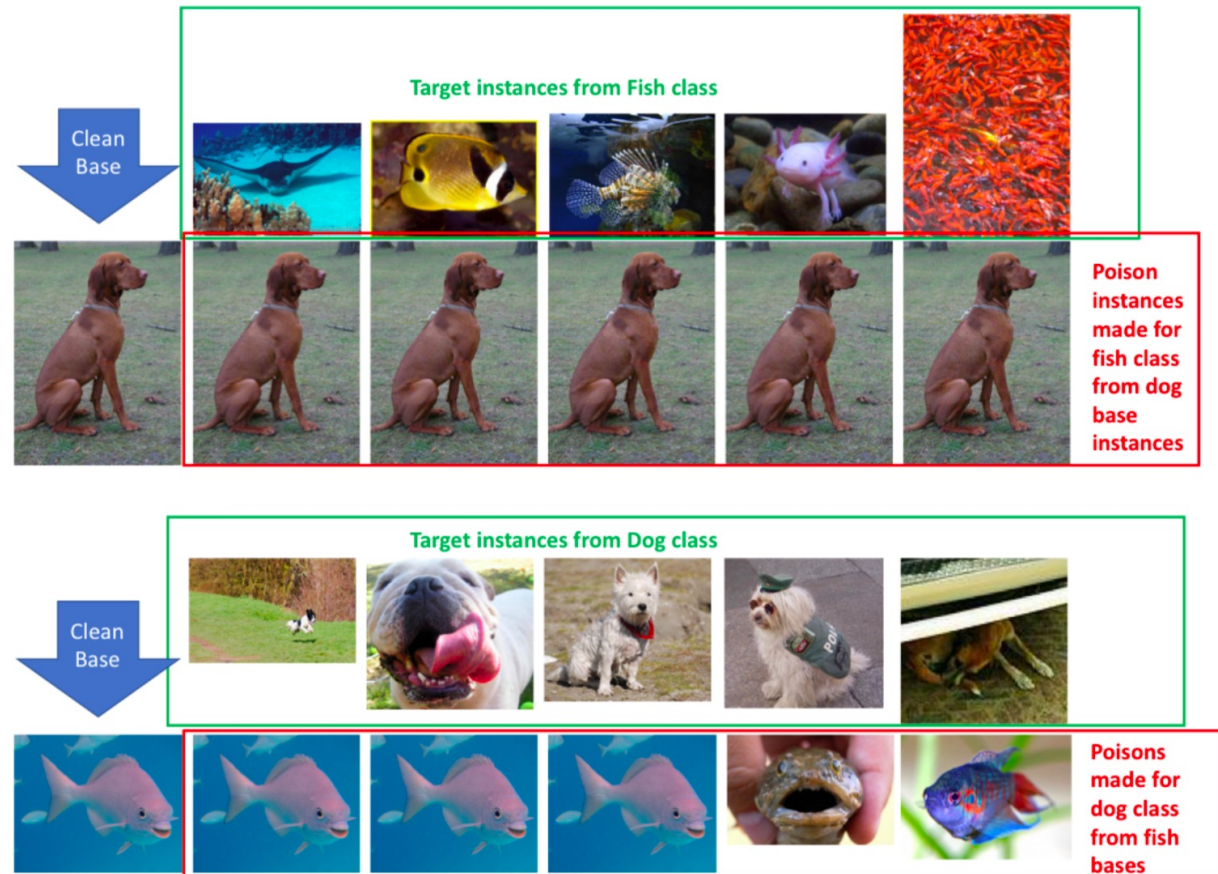 Target instances from Fish class
Clean
Base
Poison
instances
made for
fish class
from dog
base
instances
Target instances from Dog class
Clean
Base
POLI
Poisons
made for
dog class
from fish
bases